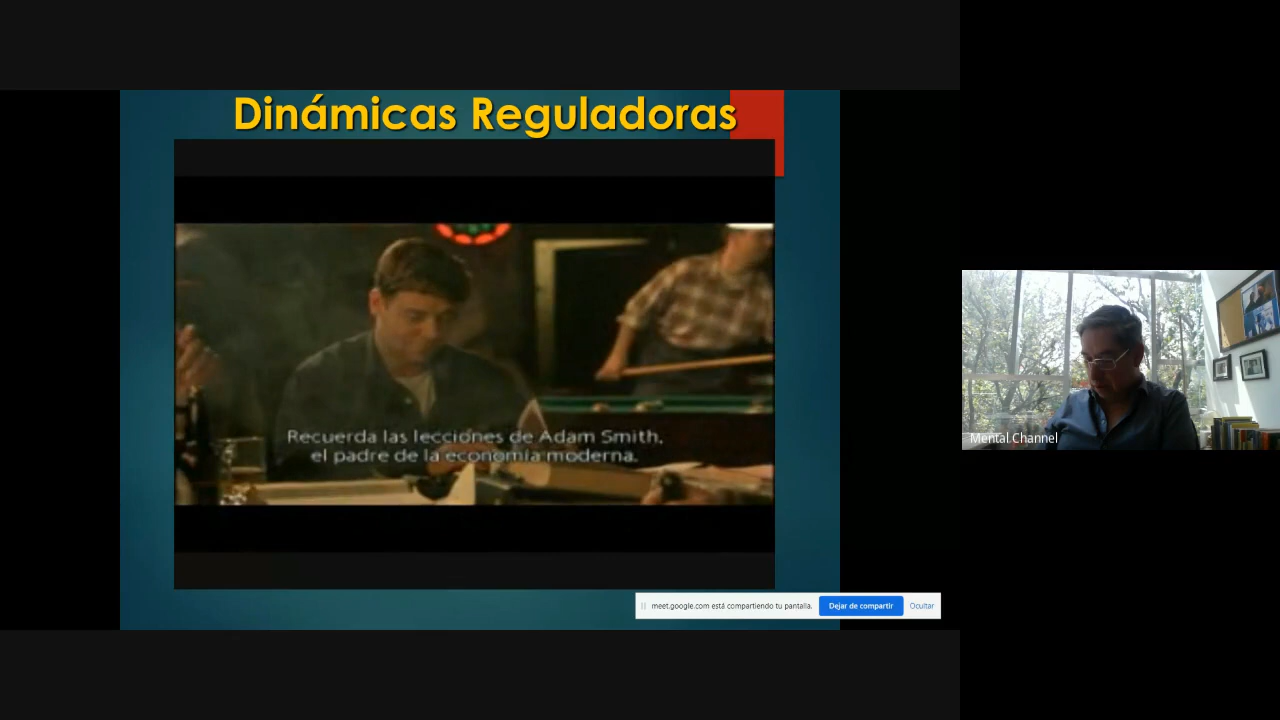 Dinámicas Reguladoras
Recuerda las lecciones de Adam Smith,
el padre de la economía moderna.
Mental Channel
meet.google.com está compartiendo tu pantalla.
Dejar de compartir
Ocultar